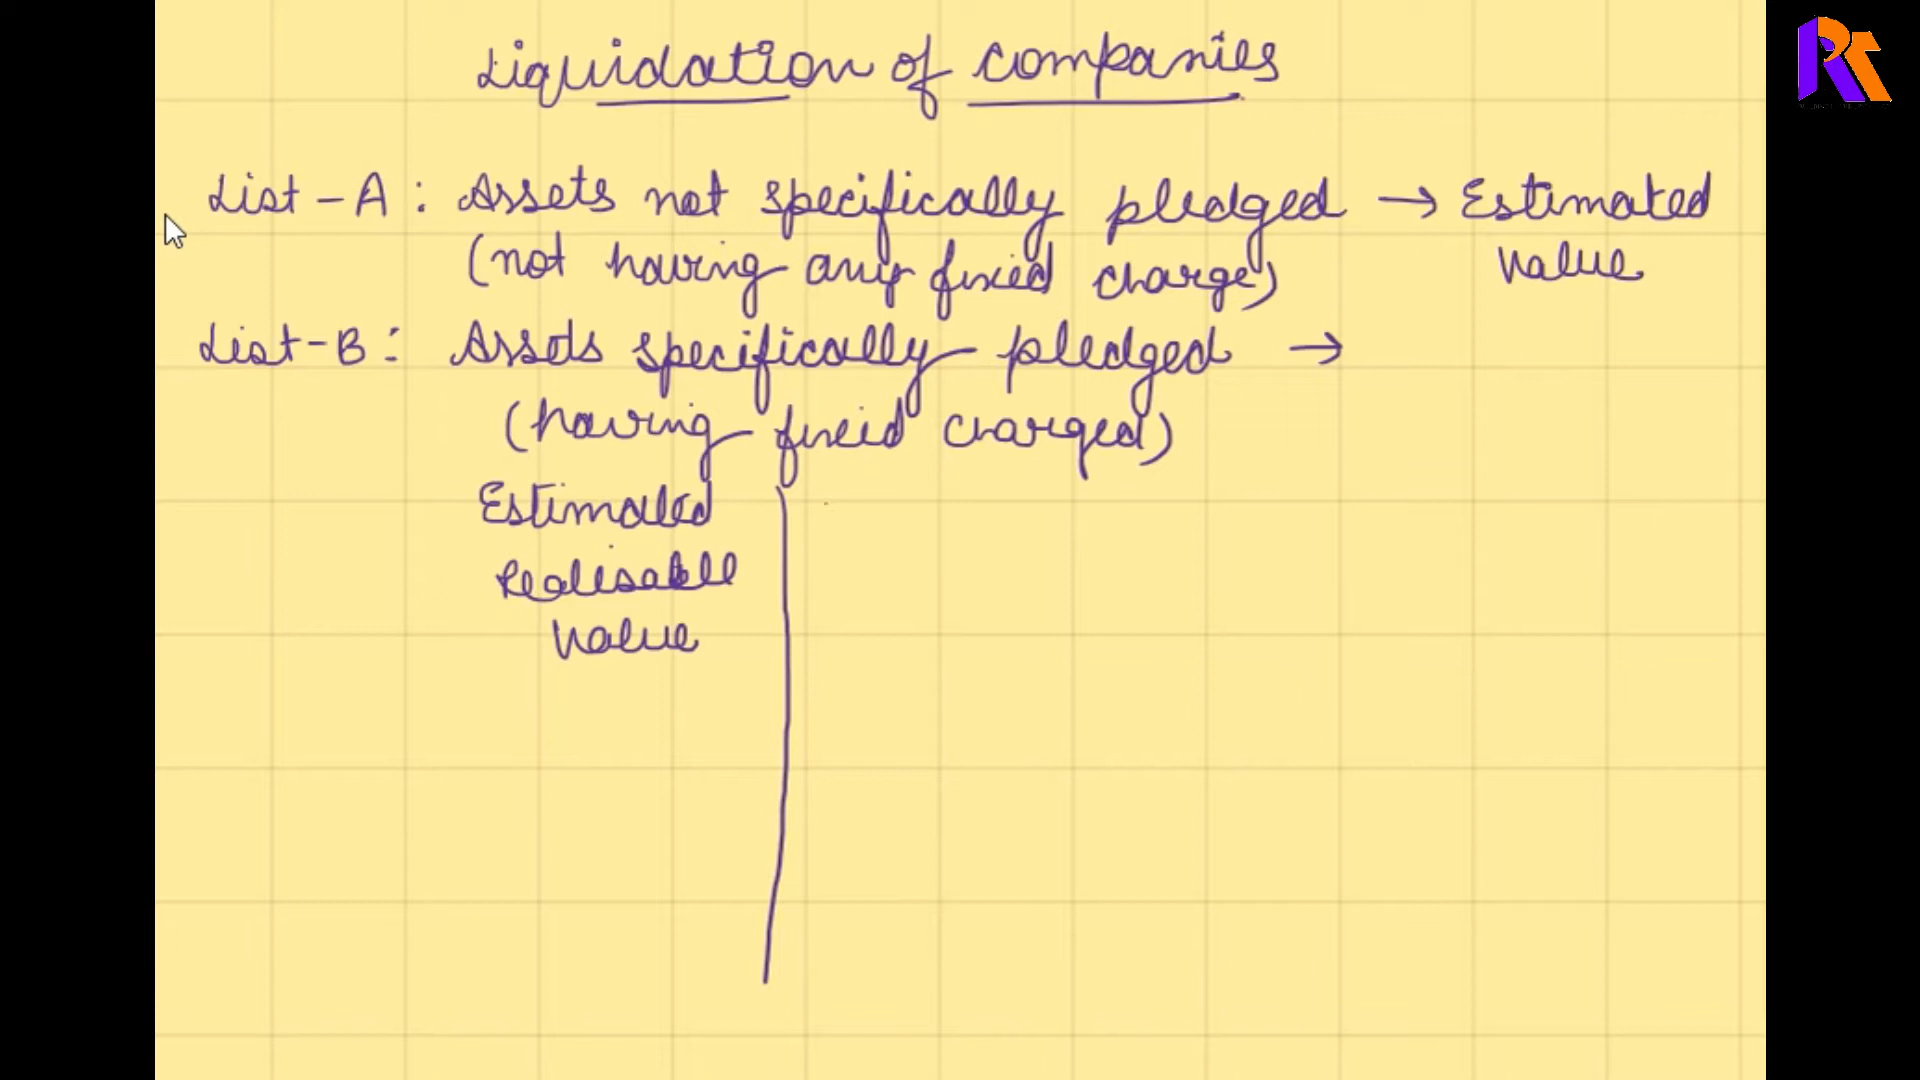 Liquidation of companies
List-A : Assets not specifically pledged → Estimated
(not having any fixed charge) Value
List-B : Assets specifically pledged →
(having fixed charged)
Estimated
Realisable
Value